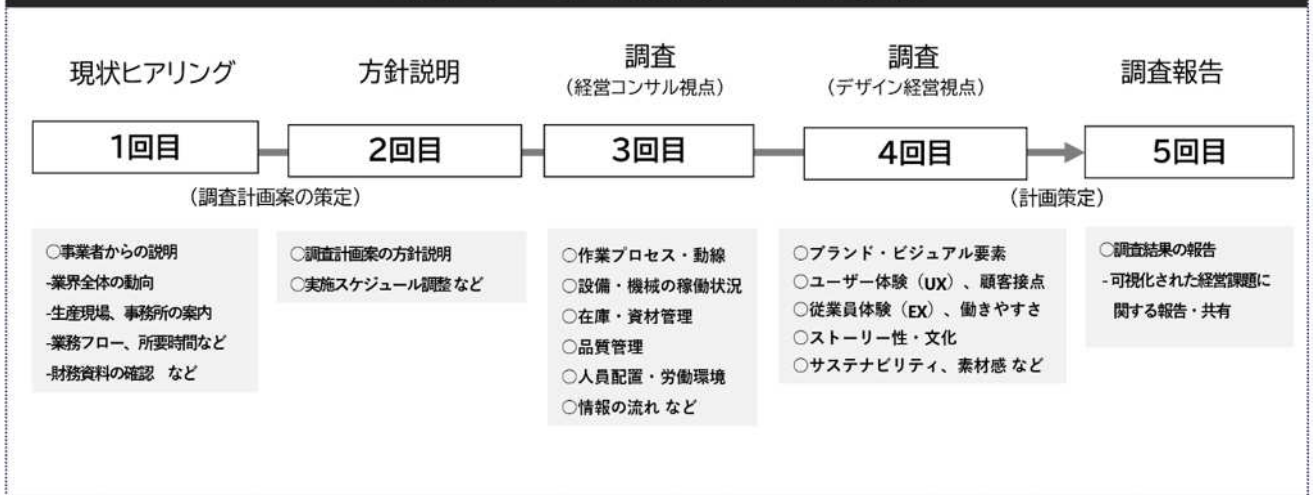 現状ヒアリング
1回目
方針説明
2回目
(調査計画案の策定)
調査
(経営コンサル視点)
3回目
調査
(デザイン経営視点)
4回目
調査報告
5回目
(計画策定)
○事業者からの説明
-業界全体の動向
-生産現場、事務所の案内
-業務フロー、所要時間など
-財務資料の確認 など
○調査計画案の方針説明
○実施スケジュール調整 など
○作業プロセス・動線
○設備・機械の稼働状況
○在庫・資材管理
○品質管理
○人員配置・労働環境
○情報の流れ など
○ブランド・ビジュアル要素
○ユーザー体験（UX）、顧客接点
○従業員体験（EX）、働きやすさ
○ストーリー性・文化
○サステナビリティ、素材感 など
○調査結果の報告
-可視化された経営課題に
関する報告・共有